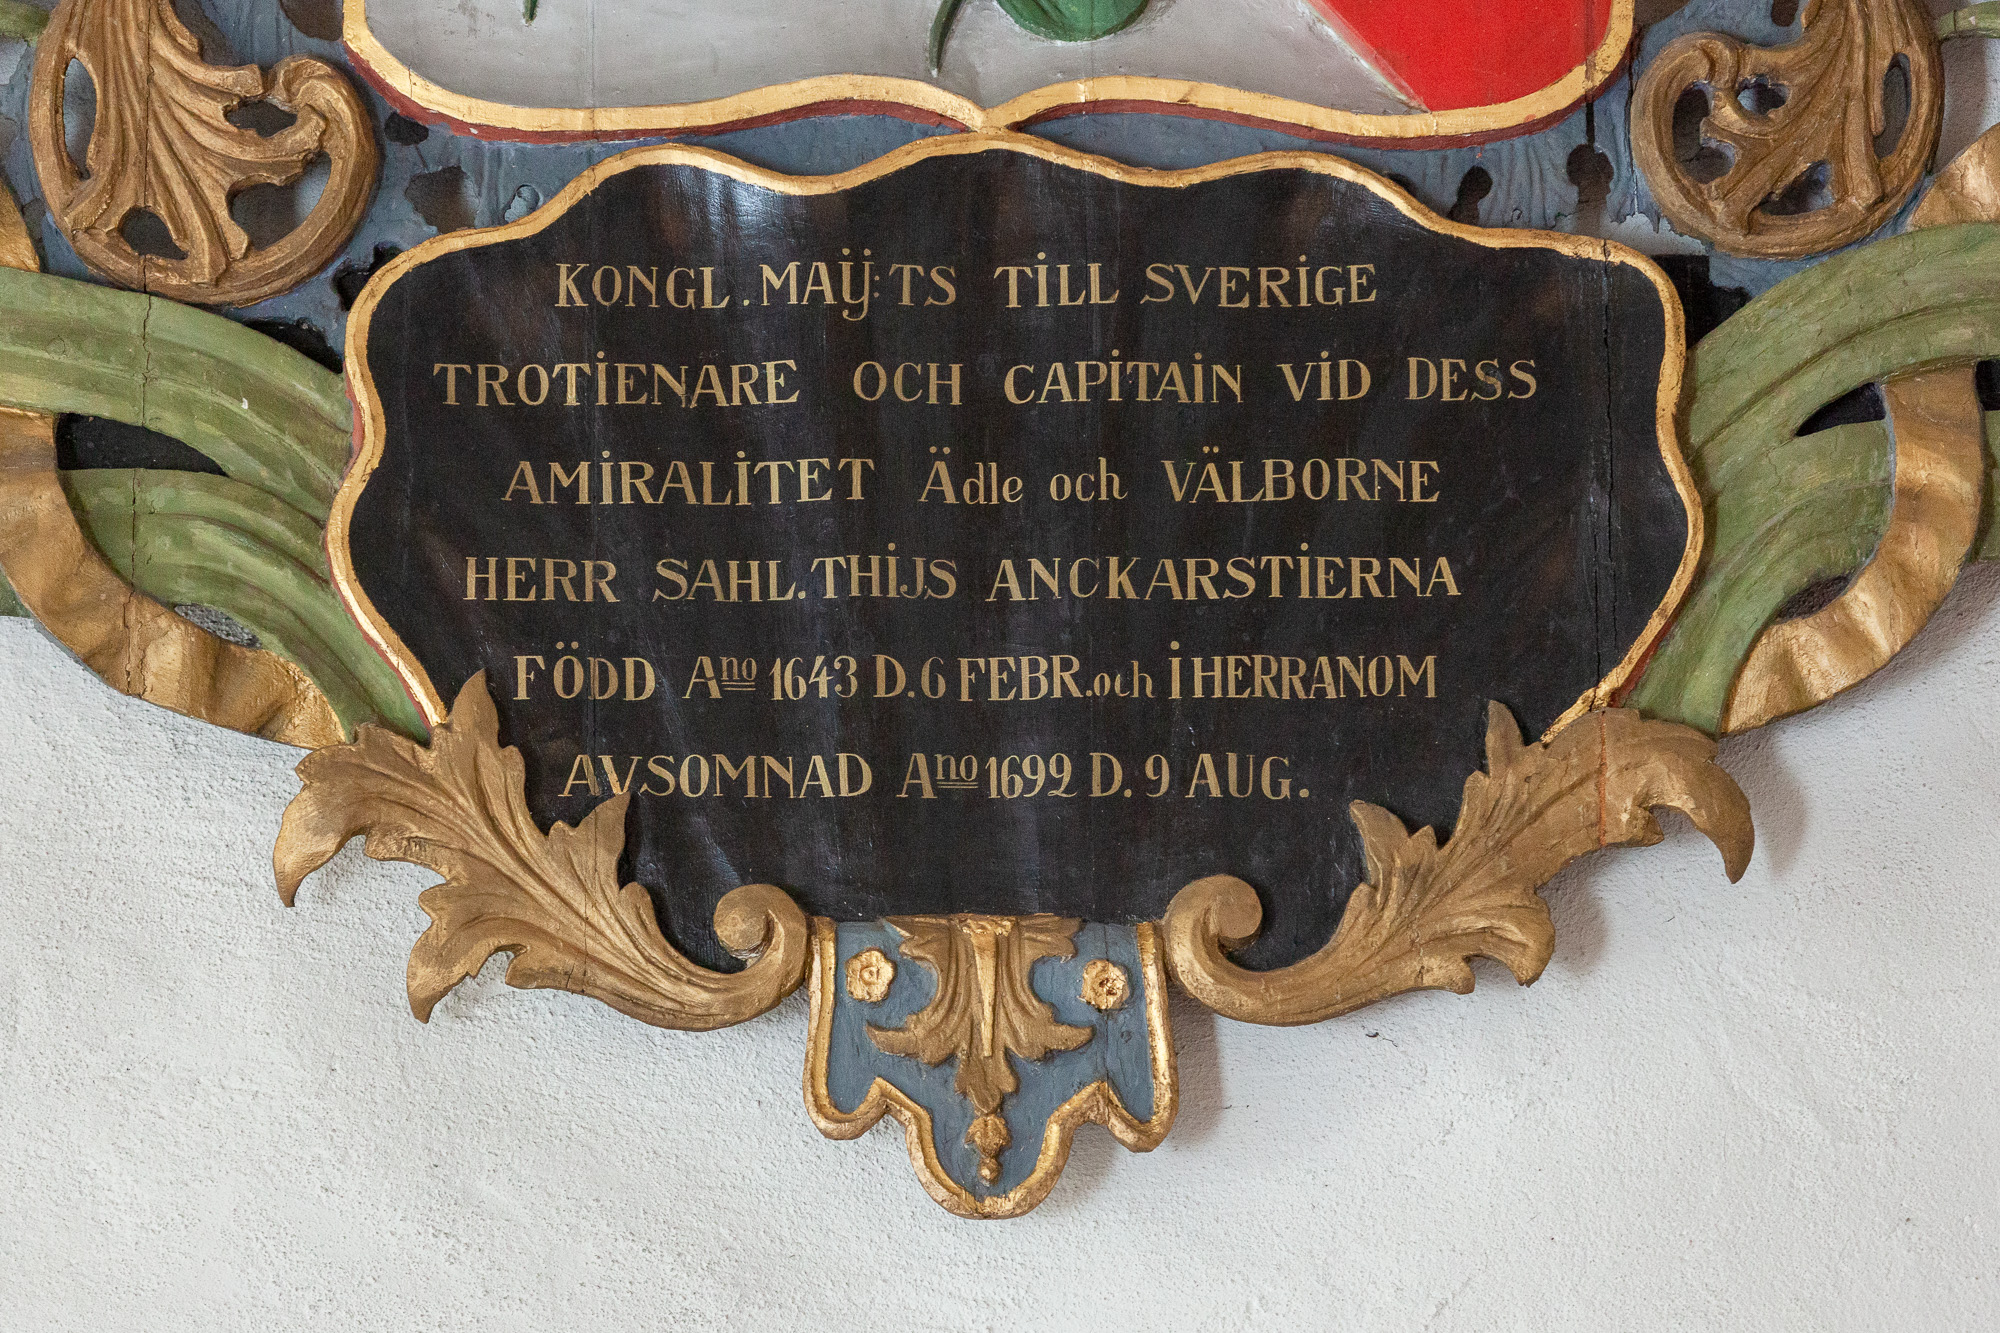 KONGL. MAŸ:TS TiLL SVERiGE
TROTiENARE OCH CAPiTAiN ViD DESS
AMiRALiTET Ädle och VÄLBORNE
HERR SAHL. THiJS ANCKARSTiERNA
FÖDD Ano 1643 D. 6 FEBR. och i HERRANOM
AVSOMNAD Ano 1692 D. 9 AUG.